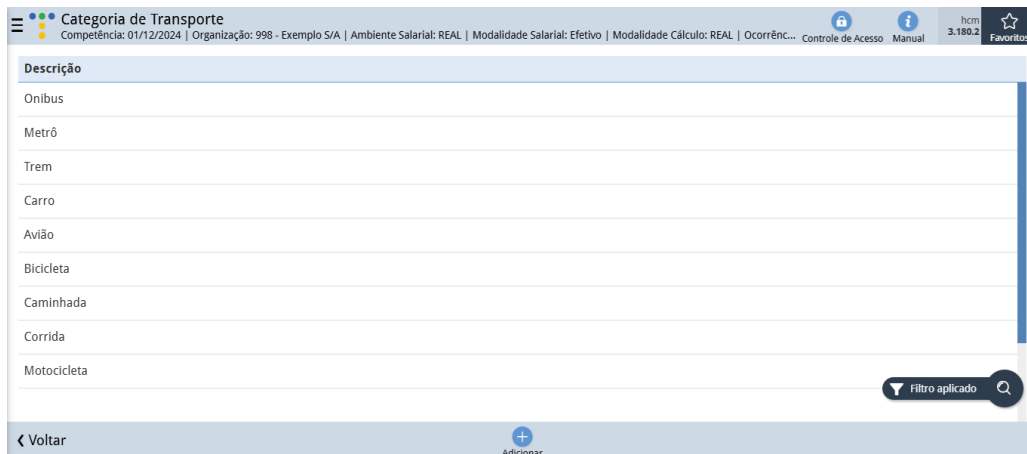 Categoria de Transporte
Competência: 01/12/2024 | Organização: 998 - Exemplo S/A | Ambiente Salarial: REAL | Modalidade Salarial: Efetivo | Modalidade Cálculo: REAL | Ocorrênc...
Controle de Acesso
Manual
hcm
3.180.2
Favoritos
Descrição
Onibus
Metrô
Trem
Carro
Avião
Bicicleta
Caminhada
Corrida
Motocicleta
Filtro aplicado
Voltar
Adicionar